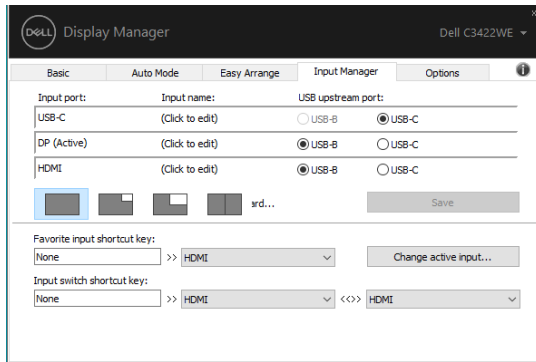 DELL Display Manager Dell C3422WE
Basic Auto Mode Easy Arrange Input Manager Options
Input port: Input name: USB upstream port:
USB-C (Click to edit) USB-B USB-C
DP (Active) (Click to edit) USB-B USB-C
HDMI (Click to edit) USB-B USB-C
ard... Save
Favorite input shortcut key:
None >> HDMI Change active input...
Input switch shortcut key:
None >> HDMI <<>> HDMI